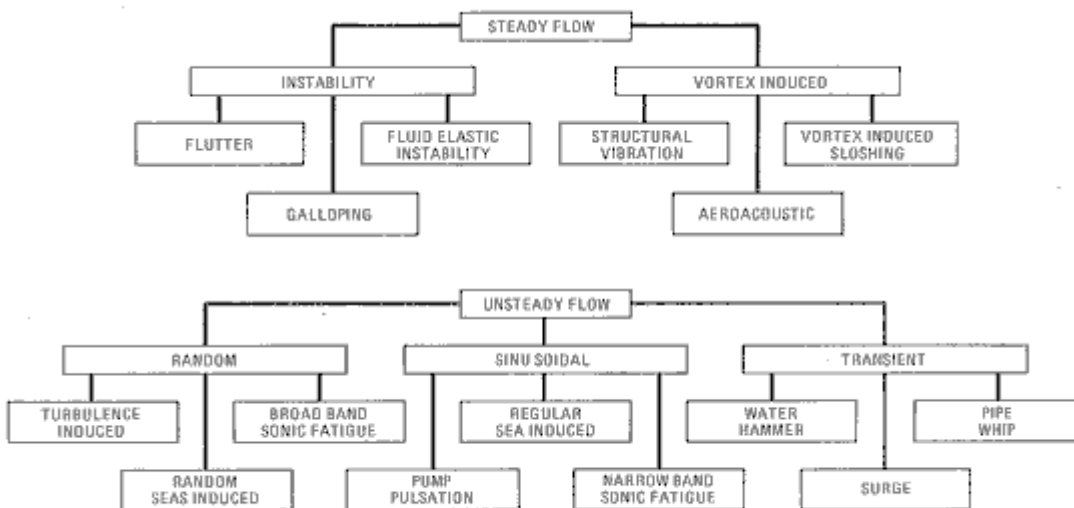 STEADY FLOW
INSTABILITY
VORTEX INDUCED
FLUTTER
FLUID ELASTIC
INSTABILITY
STRUCTURAL
VIBRATION
VORTEX INDUCED
SLOSHING
GALLOPING
AEROACOUSTIC
UNSTEADY FLOW
RANDOM
SINU SOIDAL
TRANSIENT
TURBULENCE
INDUCED
BROAD BAND
SONIC FATIGUE
REGULAR
SEA INDUCED
WATER
HAMMER
PIPE
WHIP
RANDOM
SEAS INDUCED
PUMP
PULSATION
NARROW BAND
SONIC FATIGUE
SURGE